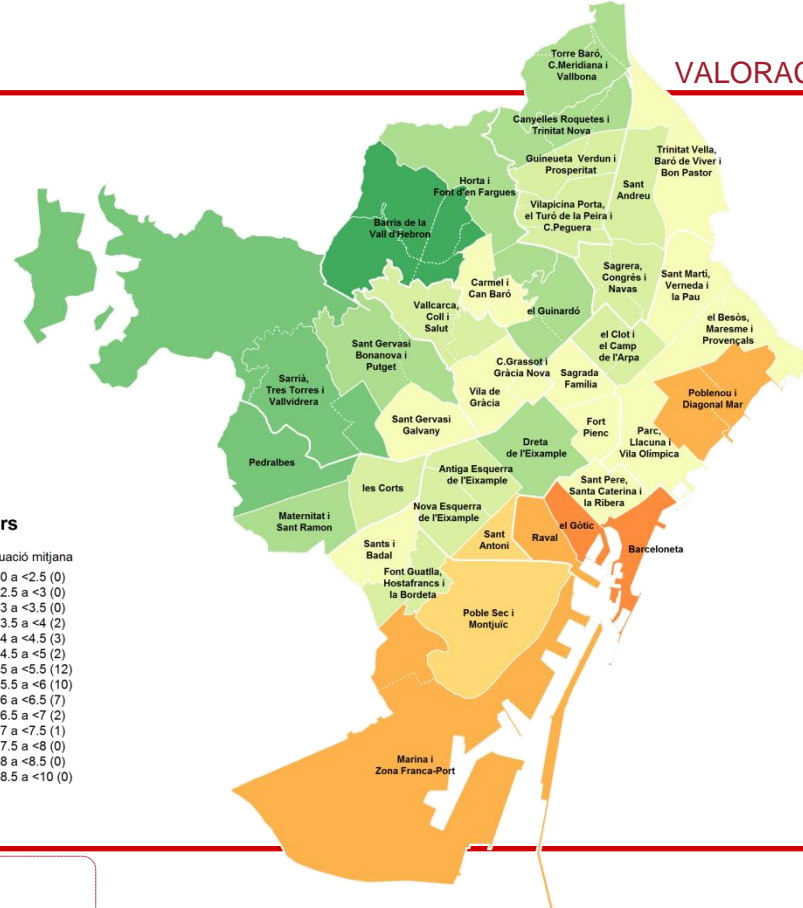 VALORAC
Torre Baró,
C.Meridiana i
Vallbona
Canyelles Roquetes i
Trinitat Nova
Guineueta Verdun i
Prosperitat
Trinitat Vella,
Baró de Viver i
Bon Pastor
Horta i
Font d'en Fargues
Sant
Andreu
Vilapicina Porta,
el Turó de la Peira i
C.Peguera
Barris de la
Vall d'Hebron
Carmel i
Can Baró
Sagrera,
Congrés i
Navas
Sant Martí,
Verneda i
la Pau
Vallcarca,
Coll i
Salut
el Guinardó
el Besòs,
Maresme i
Provençals
el Clot i
el Camp
de l'Arpa
Sant Gervasi
Bonanova i
Putget
C.Grassot i
Gràcia Nova
Sagrada
Família
Sarrià,
Tres Torres i
Vallvidrera
Vila de
Gràcia
Poblenou i
Diagonal Mar
Sant Gervasi
Galvany
Fort
Pienc
Parc,
Llacuna i
Vila Olímpica
Dreta
de l'Eixample
Pedralbes
Antiga Esquerra
de l'Eixample
les Corts
Sant Pere,
Santa Caterina i
la Ribera
Maternitat i
Sant Ramon
Nova Esquerra
de l'Eixample
el Gòtic
Sant
Antoni
Raval
Barceloneta
Sants i
Badal
Font Guatlla,
Hostafrancs i
la Bordeta
Poble Sec i
Montjuïc
Marina i
Zona Franca-Port
rs
uació mitjana
0 a <2.5 (0)
2.5 a <3 (0)
3 a <3.5 (0)
3.5 a <4 (2)
4 a <4.5 (3)
4.5 a <5 (2)
5 a <5.5 (12)
5.5 a <6 (10)
6 a <6.5 (7)
6.5 a <7 (2)
7 a <7.5 (1)
7.5 a <8 (0)
8 a <8.5 (0)
8.5 a <10 (0)